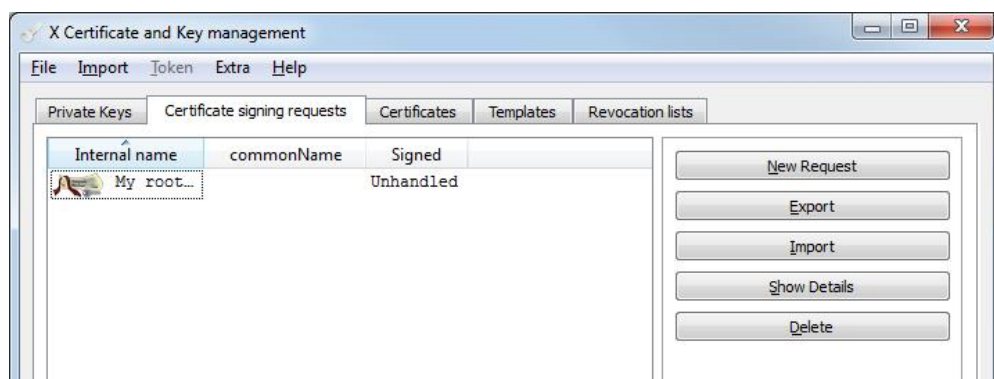 X Certificate and Key management
File Import Token Extra Help
Private Keys Certificate signing requests Certificates Templates Revocation lists
Internal name commonName Signed
My root... Unhandled
New Request
Export
Import
Show Details
Delete